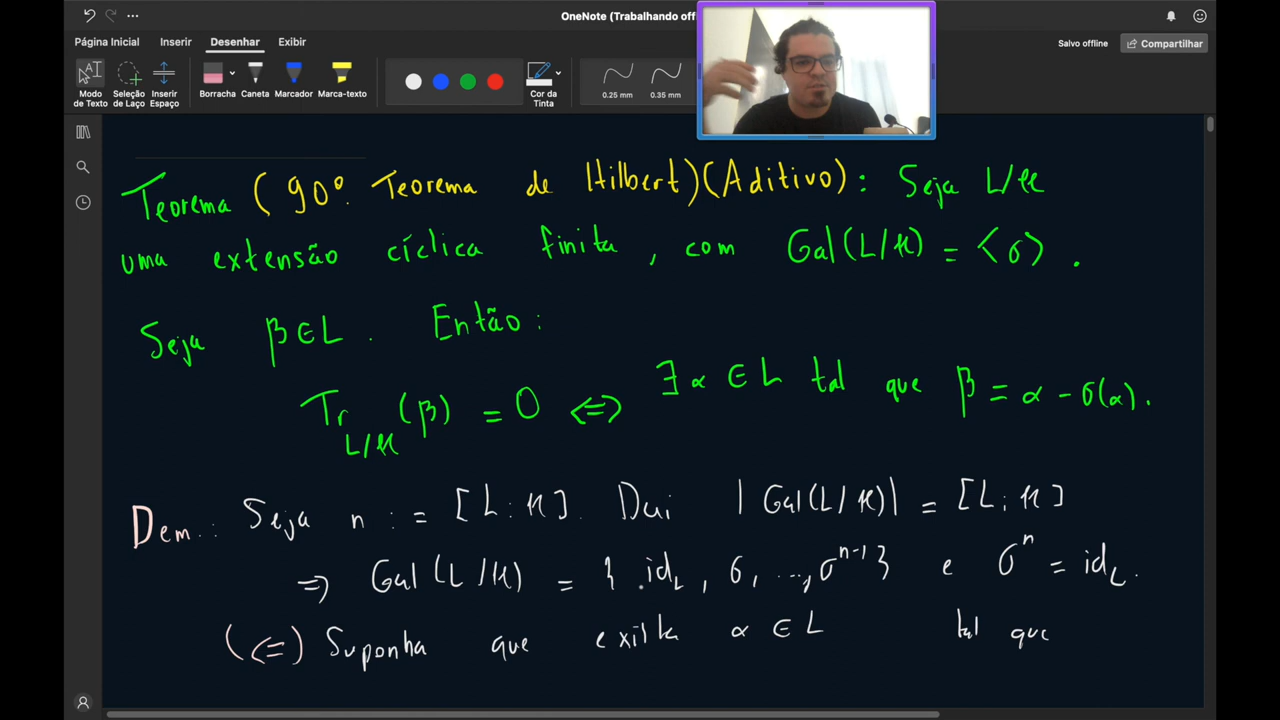 OneNote (Trabalhando off
Página Inicial Inserir Desenhar Exibir
Salvo offline Compartilhar
Modo de Texto
Seleção de Laço
Inserir Espaço
Borracha
Caneta
Marcador
Marca-texto
Cor da Tinta
0.25 mm
0.35 mm
Teorema (90º Teorema de Hilbert)(Aditivo): Seja L/K
uma extensão cíclica finita, com Gal(L/K) = <σ>.
Seja β∈L. Então:
Tr_{L/K}(β) = 0 <=> ∃ α ∈ L tal que β = α - σ(α).
Dem.: Seja n := [L:K]. Daí |Gal(L/K)| = [L:K]
=> Gal(L/K) = {id_L, σ, ..., σ^{n-1}} e σ^n = id_L.
(<=) Suponha que exista α ∈ L tal que